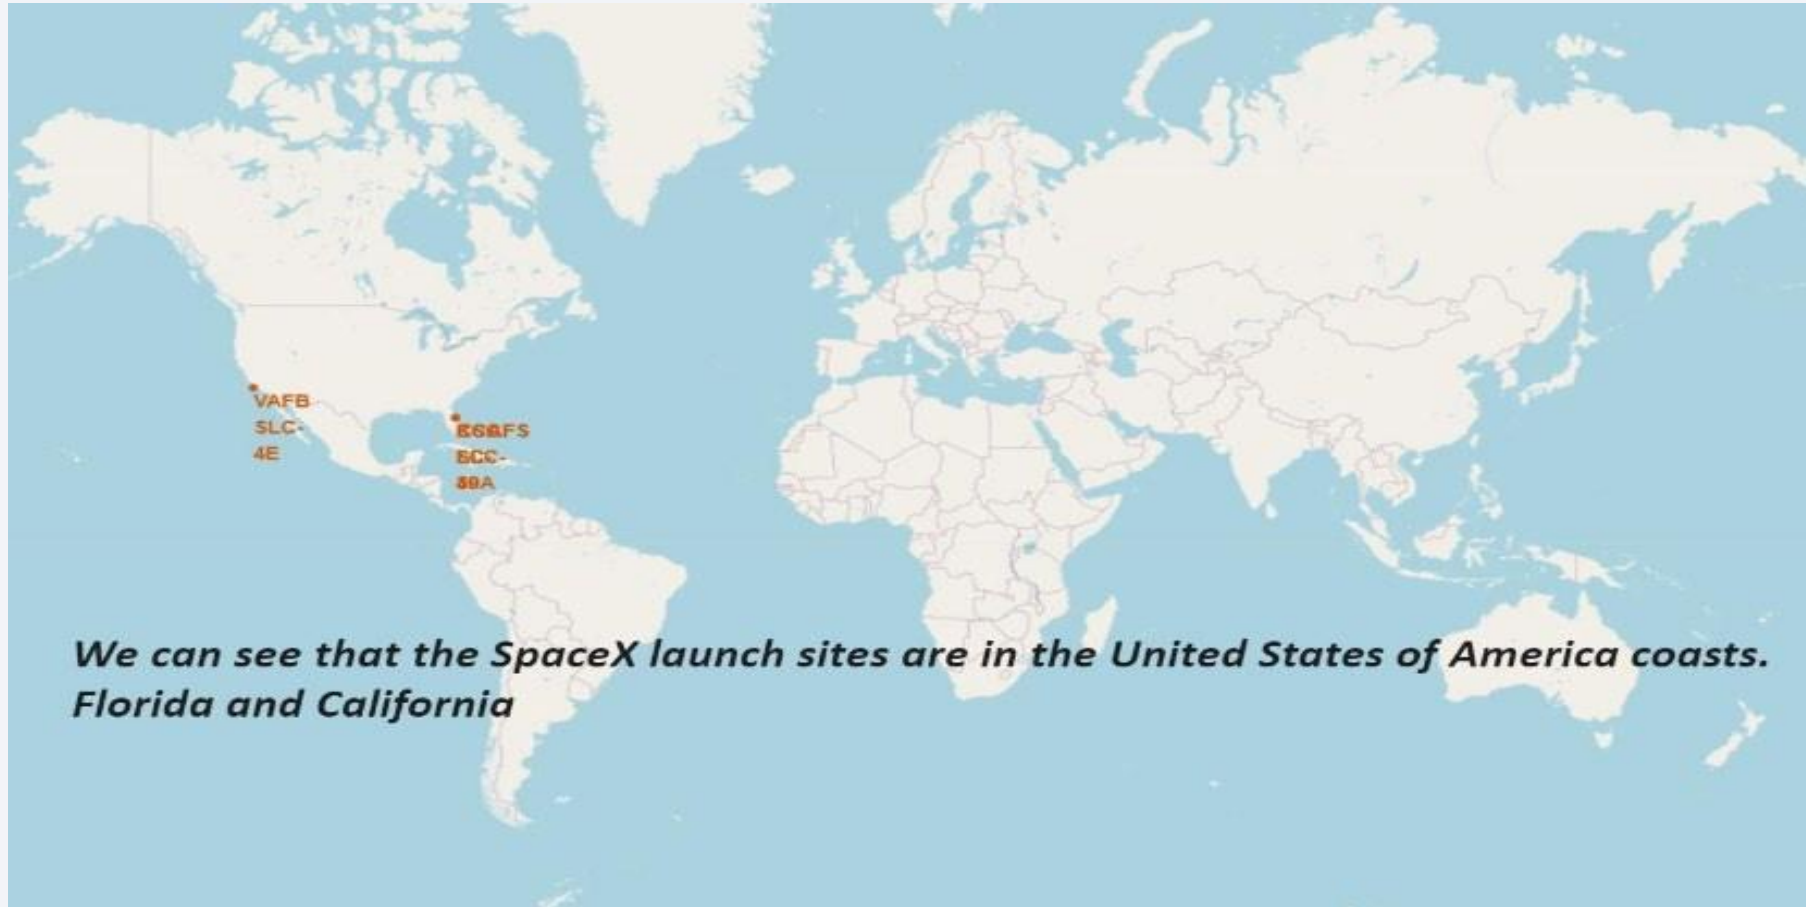 VAFB
SLC-
4E
We can see that the SpaceX launch sites are in the United States of America coasts.
Florida and California